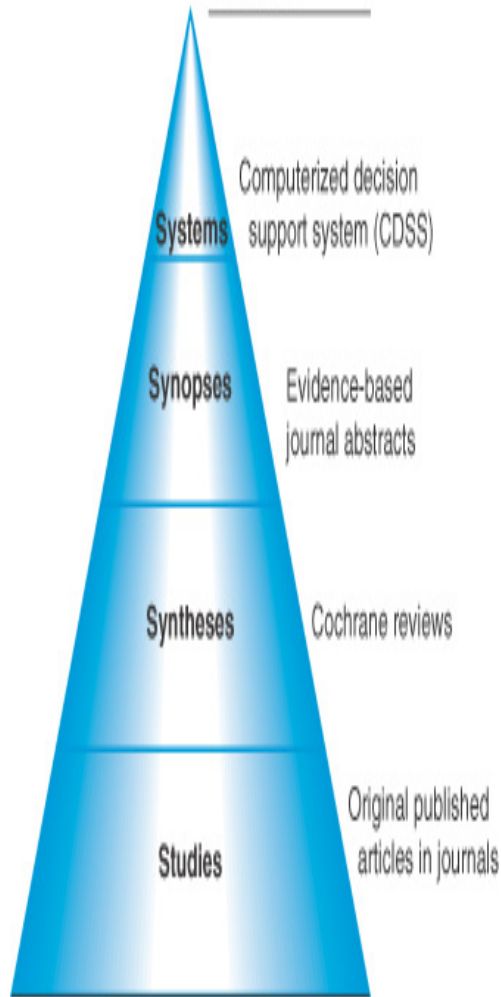 Computerized decision
Systems support system (CDSS)
Synopses
Evidence-based
journal abstracts
Syntheses Cochrane reviews
Original published
articles in journals
Studies